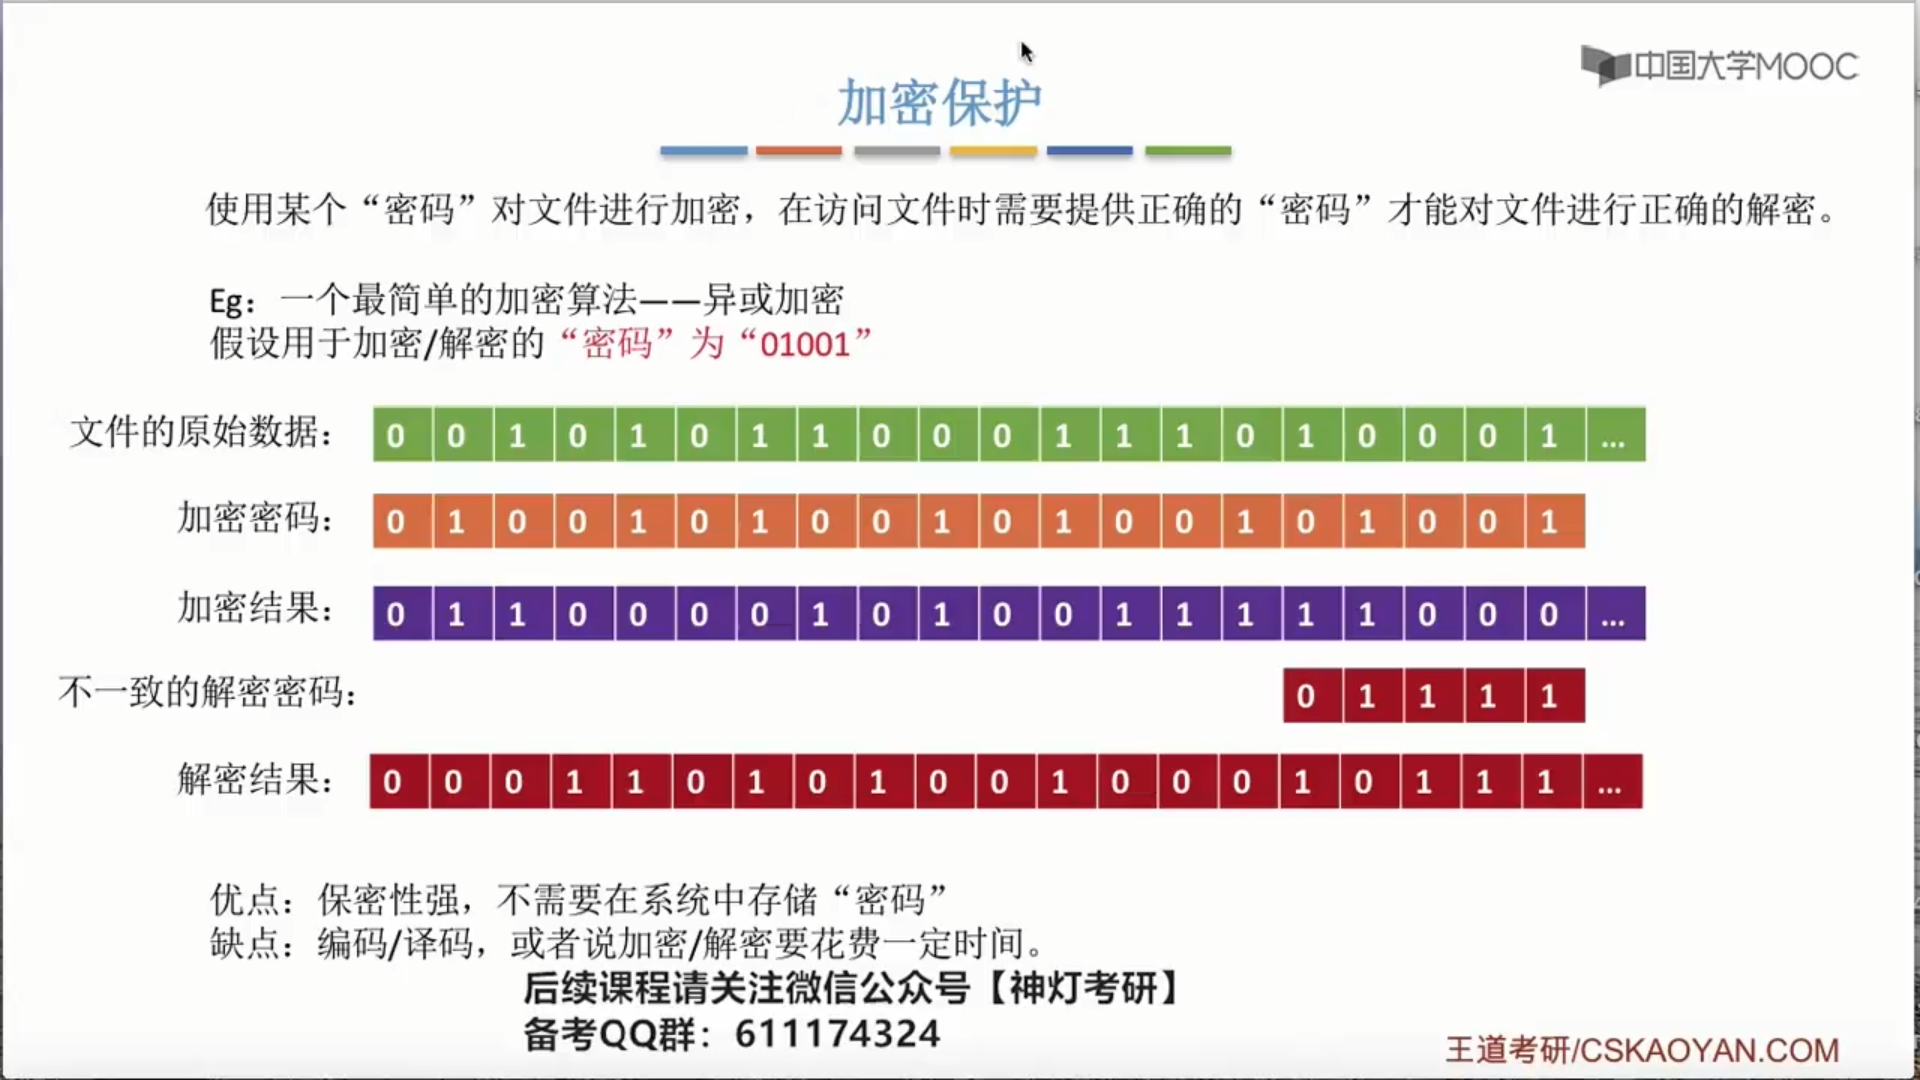 中国大学MOOC
加密保护
使用某个“密码”对文件进行加密，在访问文件时需要提供正确的“密码”才能对文件进行正确的解密。
Eg：一个最简单的加密算法——异或加密
假设用于加密/解密的“密码”为“01001”
文件的原始数据： 0 0 1 0 1 0 1 1 0 0 0 1 1 1 0 1 0 0 0 1 ...
加密密码： 0 1 0 0 1 0 1 0 0 1 0 1 0 0 1 0 1 0 0 1
加密结果： 0 1 1 0 0 0 0 1 0 1 0 0 1 1 1 1 1 0 0 0 ...
不一致的解密密码： 0 1 1 1 1
解密结果： 0 0 0 1 1 0 1 0 1 0 0 1 0 0 0 1 0 1 1 1 ...
优点：保密性强，不需要在系统中存储“密码”
缺点：编码/译码，或者说加密/解密要花费一定时间。
后续课程请关注微信公众号【神灯考研】
备考QQ群：611174324
王道考研/CSKAOYAN.COM